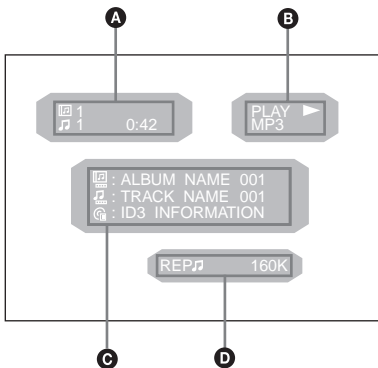 A B
1
1 0:42
PLAY
MP3
: ALBUM NAME 001
: TRACK NAME 001
: ID3 INFORMATION
REP 160K
C D